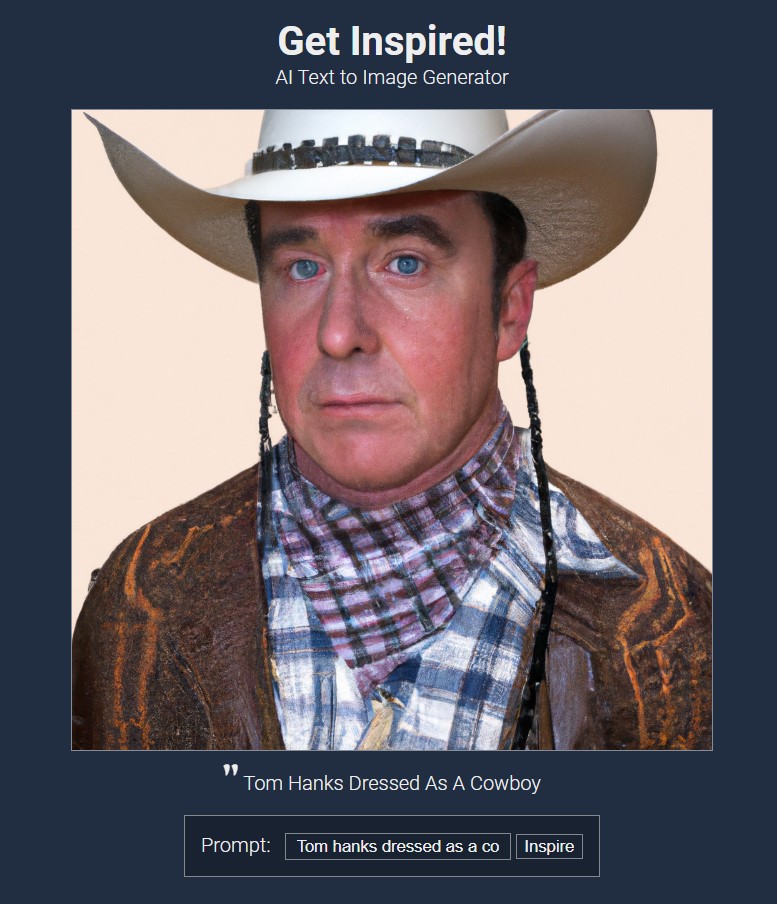 Get Inspired!
AI Text to Image Generator
" Tom Hanks Dressed As A Cowboy
Prompt: Tom hanks dressed as a co Inspire